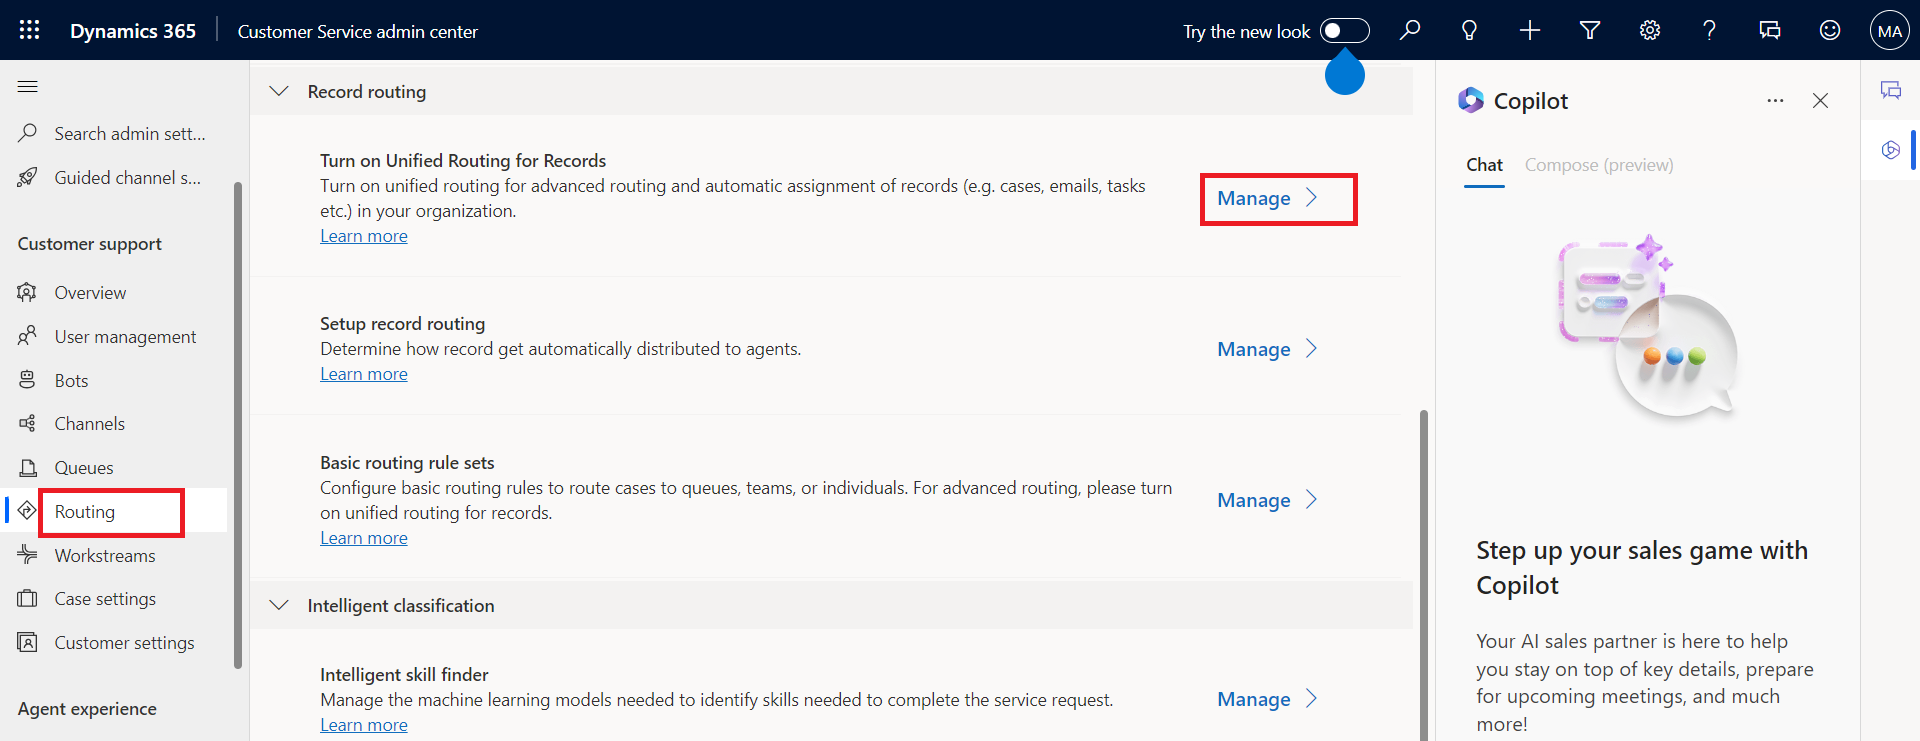 Dynamics 365
Customer Service admin center
Try the new look
MA
Search admin sett...
Guided channel s...
Customer support
Overview
User management
Bots
Channels
Queues
Routing
Workstreams
Case settings
Customer settings
Agent experience
Record routing
Turn on Unified Routing for Records
Turn on unified routing for advanced routing and automatic assignment of records (e.g. cases, emails, tasks
etc.) in your organization.
Learn more
Manage
Setup record routing
Determine how record get automatically distributed to agents.
Learn more
Manage
Basic routing rule sets
Configure basic routing rules to route cases to queues, teams, or individuals. For advanced routing, please turn
on unified routing for records.
Learn more
Manage
Intelligent classification
Intelligent skill finder
Manage the machine learning models needed to identify skills needed to complete the service request.
Learn more
Manage
Copilot
Chat
Compose (preview)
Step up your sales game with
Copilot
Your AI sales partner is here to help
you stay on top of key details, prepare
for upcoming meetings, and much
more!